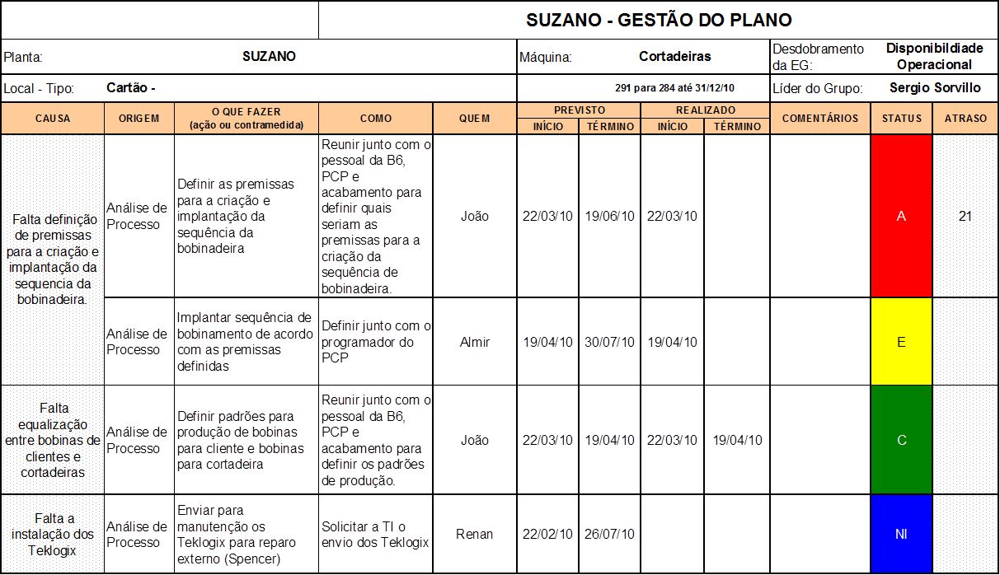 SUZANO - GESTÃO DO PLANO
Planta:
SUZANO
Máquina:
Cortadeiras
Desdobramento
da EG:
Disponibildiade
Operacional
Local - Tipo:
Cartão -
291 para 284 até 31/12/10
Líder do Grupo:
Sergio Sorvillo
CAUSA
ORIGEM
O QUE FAZER
(ação ou contramedida)
COMO
QUEM
PREVISTO
INÍCIO
TÉRMINO
REALIZADO
INÍCIO
TÉRMINO
COMENTÁRIOS
STATUS
ATRASO
Falta definição
de premissas
para a criação e
implantação da
sequencia da
bobinadeira.
Análise de
Processo
Definir as premissas
para a criação e
implantação da
sequência da
bobinadeira
Reunir junto com o
pessoal da B6,
PCP e
acabamento para
definir quais
seriam as
premissas para a
criação da
sequência de
bobinadeira.
João
22/03/10
19/06/10
22/03/10
A
21
Análise de
Processo
Implantar sequência de
bobinamento de acordo
com as premissas
definidas
Definir junto com o
programador do
PCP
Almir
19/04/10
30/07/10
19/04/10
E
Falta
equalização
entre bobinas de
clientes e
cortadeiras
Análise de
Processo
Definir padrões para
produção de bobinas
para cliente e bobinas
para cortadeira
Reunir junto com o
pessoal da B6,
PCP e
acabamento para
definir os padrões
de produção.
João
22/03/10
19/04/10
22/03/10
19/04/10
C
Falta a
instalação dos
Teklogix
Análise de
Processo
Enviar para
manutenção os
Teklogix para reparo
externo (Spencer)
Solicitar a TI o
envio dos Teklogix
Renan
22/02/10
26/07/10
NI